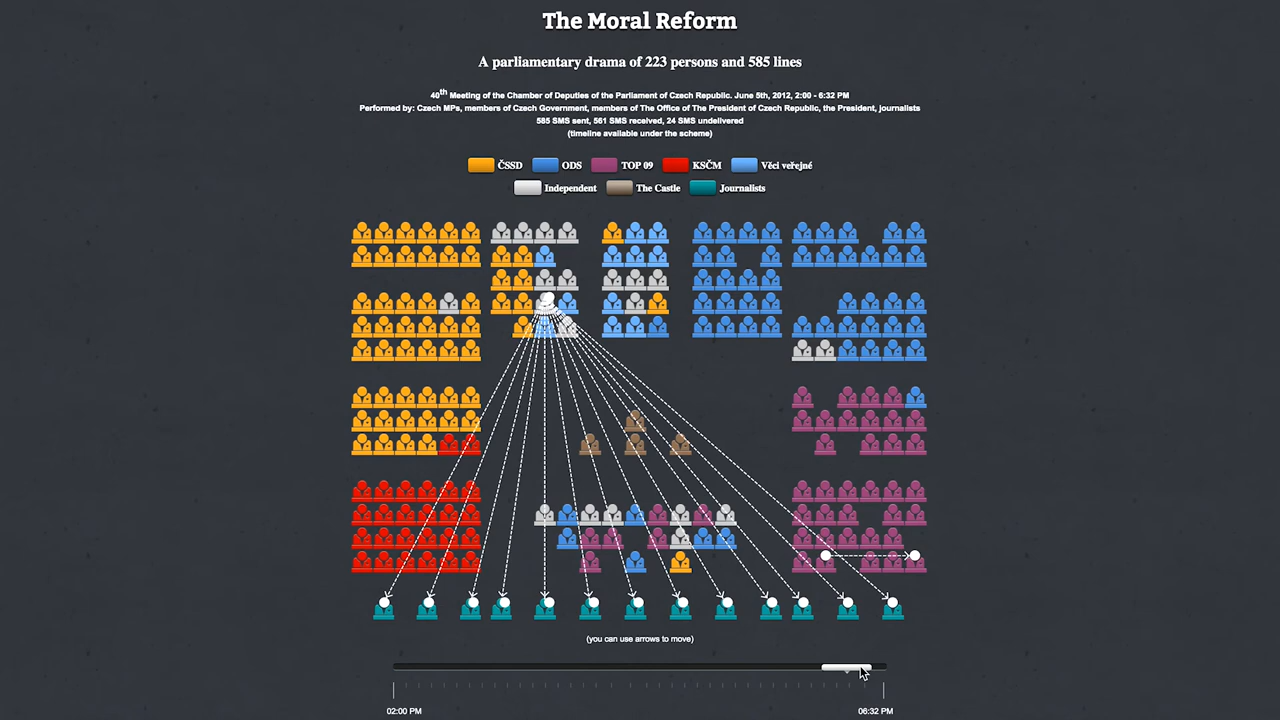 The Moral Reform
A parliamentary drama of 223 persons and 585 lines
40th Meeting of the Chamber of Deputies of the Parliament of Czech Republic. June 5th, 2012, 2:00 - 6:32 PM
Performed by: Czech MPs, members of Czech Government, members of The Office of The President of Czech Republic, the President, journalists
585 SMS sent, 561 SMS received, 24 SMS undelivered
(timeline available under the scheme)
ČSSD ODS TOP 09 KSČM Věci veřejné
Independent The Castle Journalists
(you can use arrows to move)
02:00 PM 06:32 PM